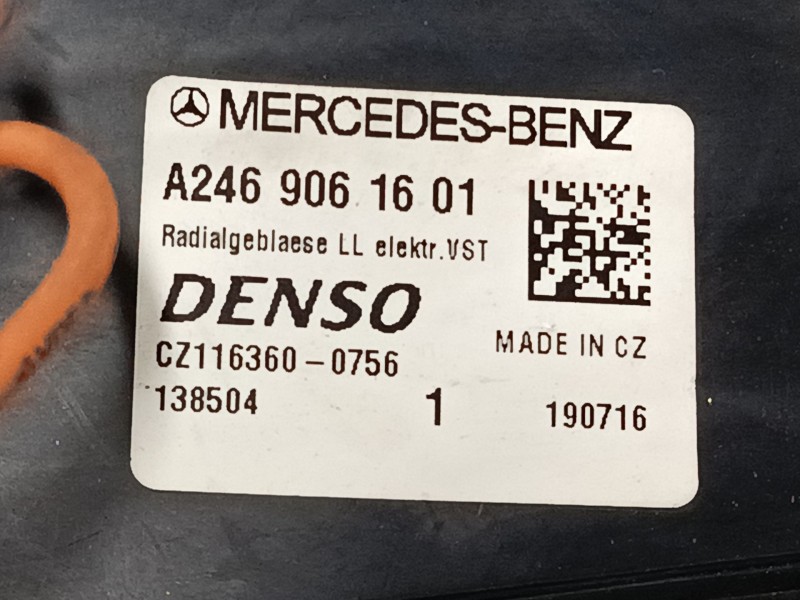 MERCEDES-BENZ
A246 906 16 01
Radialgeblaese LL elektr.VST
DENSO
MADE IN CZ
CZ116360-0756
138504 1 190716